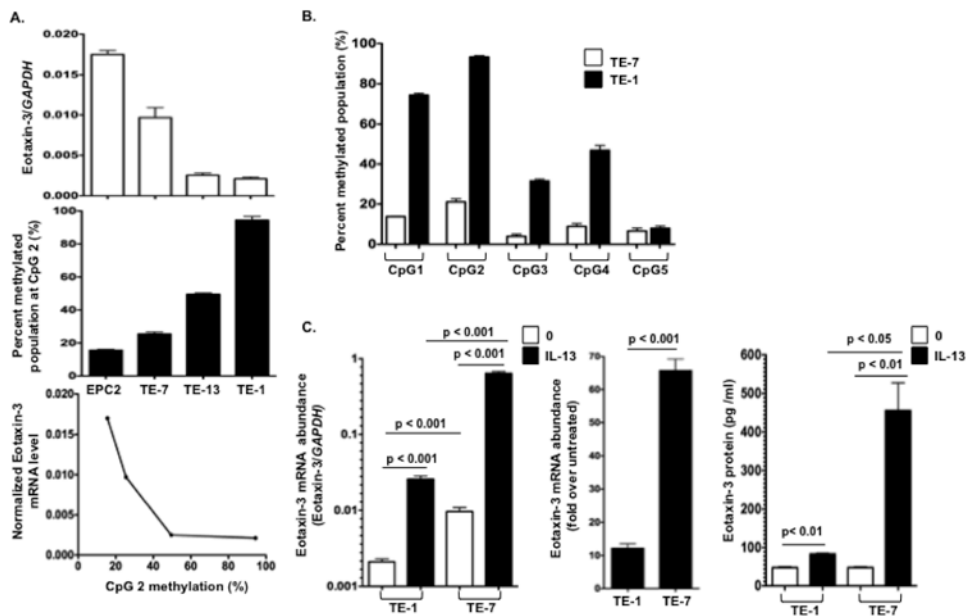 A.
Eotaxin-3/GAPDH
0.020
0.015
0.010
0.005
0.000
Percent methylated
population at CpG 2 (%)
100
80
60
40
20
0
EPC2 TE-7 TE-13 TE-1
Normalized Eotaxin-3
mRNA level
0.020
0.015
0.010
0.005
0.000
0 20 40 60 80 100
CpG 2 methylation (%)
B.
Percent methylated population (%)
100
80
60
40
20
0
TE-7
TE-1
CpG1 CpG2 CpG3 CpG4 CpG5
C.
Eotaxin-3 mRNA abundance
(Eotaxin-3/GAPDH)
1
0.1
0.01
0.001
0
IL-13
p < 0.001
p < 0.001
p < 0.001
p < 0.001
TE-1 TE-7
Eotaxin-3 mRNA abundance
(fold over untreated)
70
60
50
40
30
20
10
0
p < 0.001
TE-1 TE-7
Eotaxin-3 protein (pg /ml)
600
500
400
300
200
100
0
0
IL-13
p < 0.05
p < 0.01
p< 0.01
TE-1 TE-7